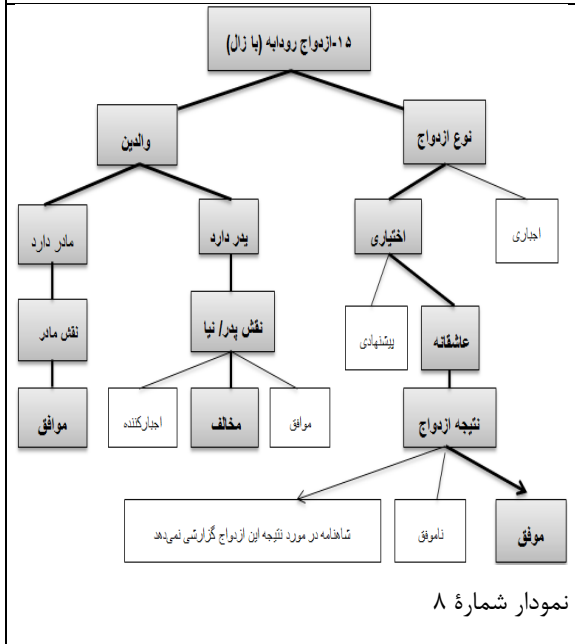 ۱۵-ازدواج رودابه (با زال)
نوع ازدواج
والدین
اجباری
اختیاری
پدر دارد
مادر دارد
پیشنهادی
عاشقانه
نقش پدر/ نیا
نقش مادر
نتیجه ازدواج
موافق
مخالف
اجبارکننده
موافق
موفق
ناموفق
شاهنامه در مورد نتیجه این ازدواج گزارشی نمی‌دهد
نمودار شمارهٔ ۸